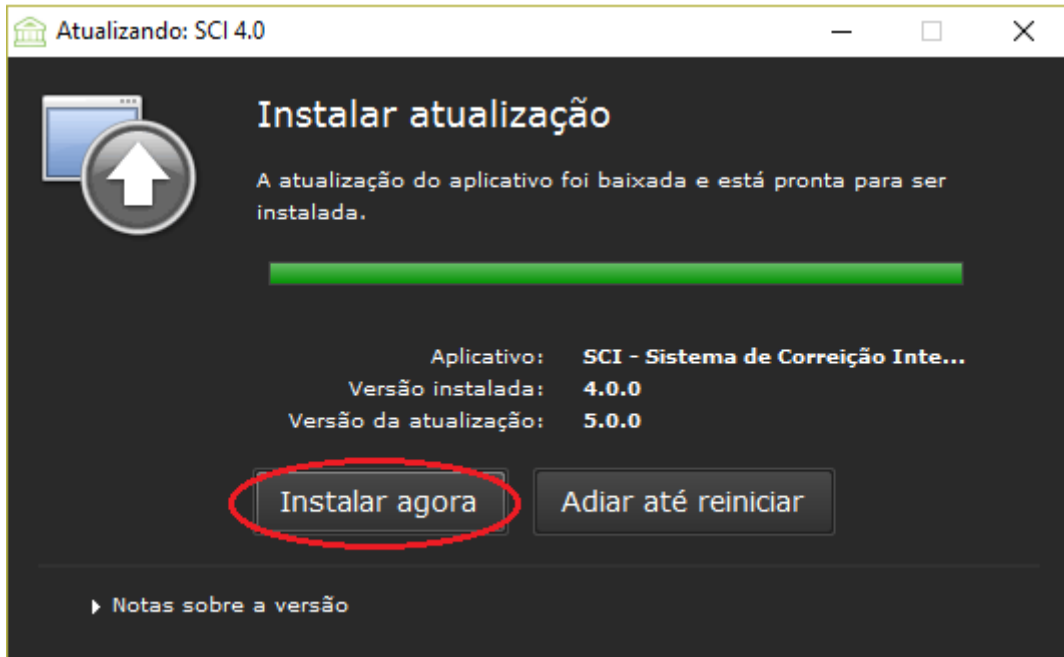 Atualizando: SCI 4.0
Instalar atualização
A atualização do aplicativo foi baixada e está pronta para ser
instalada.
Aplicativo: SCI - Sistema de Correição Inte...
Versão instalada: 4.0.0
Versão da atualização: 5.0.0
Instalar agora Adiar até reiniciar
Notas sobre a versão